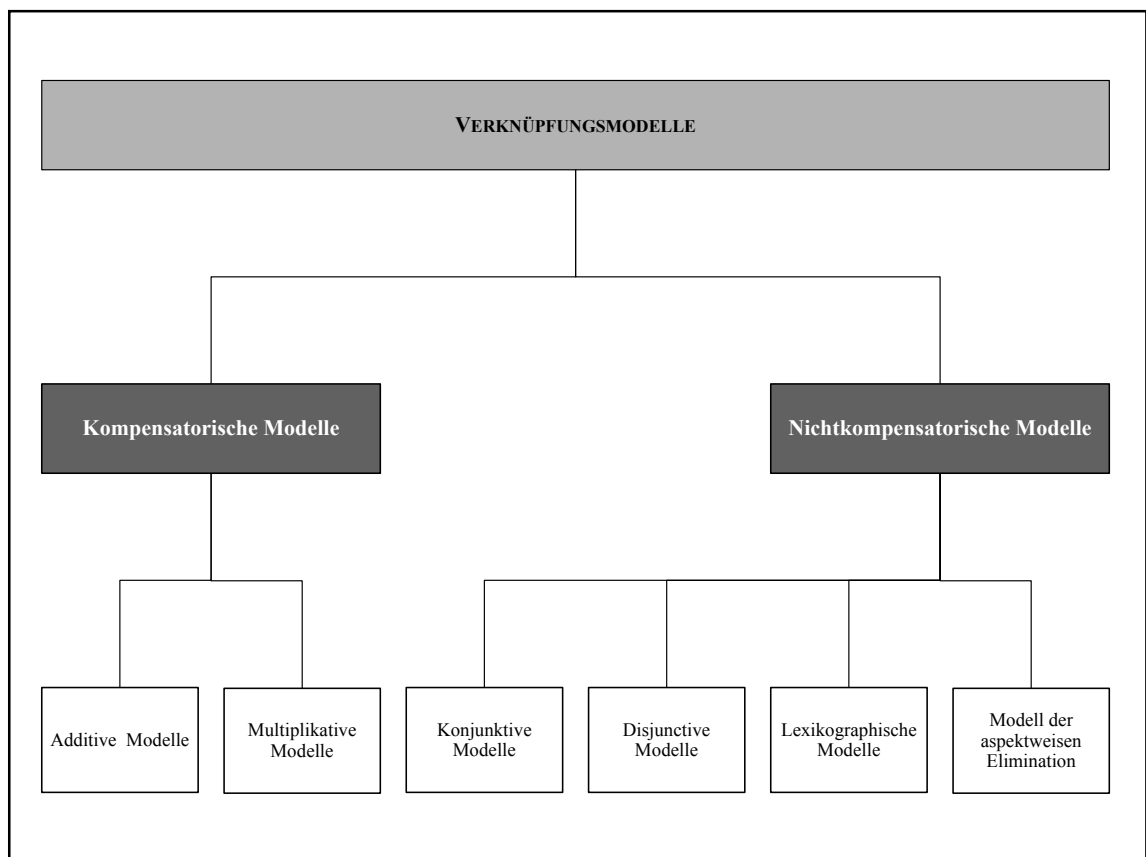 VERKNÜPFUNGSMODELLE
Kompensatorische Modelle
Nichtkompensatorische Modelle
Additive Modelle
Multiplikative
Modelle
Konjunktive
Modelle
Disjunctive
Modelle
Lexikographische
Modelle
Modell der
aspektweisen
Elimination